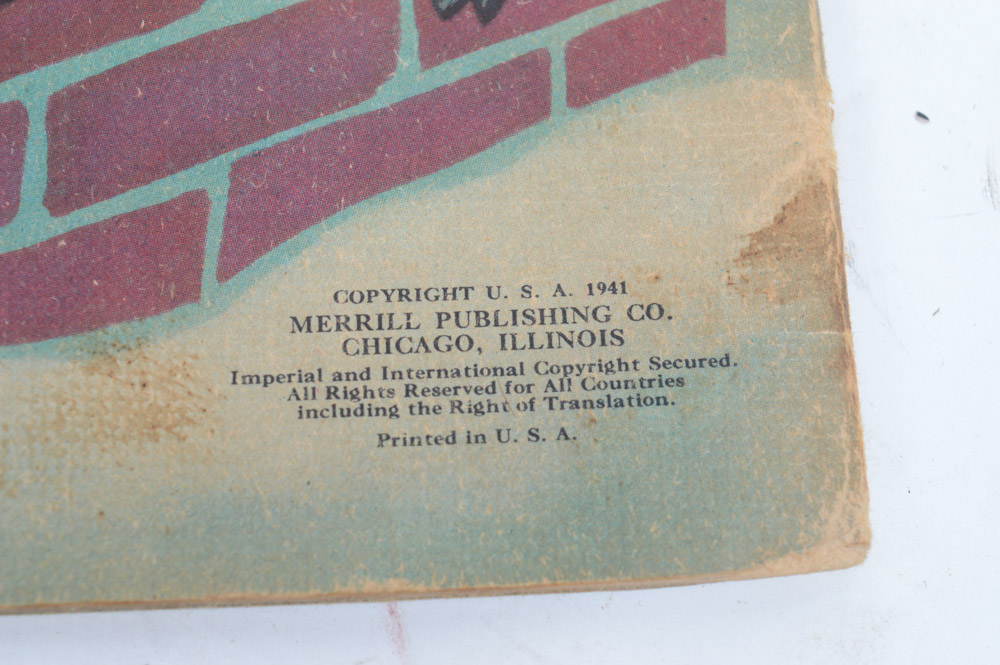 COPYRIGHT U. S. A. 1941
MERRILL PUBLISHING CO.
CHICAGO, ILLINOIS
Imperial and International Copyright Secured.
All Rights Reserved for All Countries
including the Right of Translation.
Printed in U. S. A.